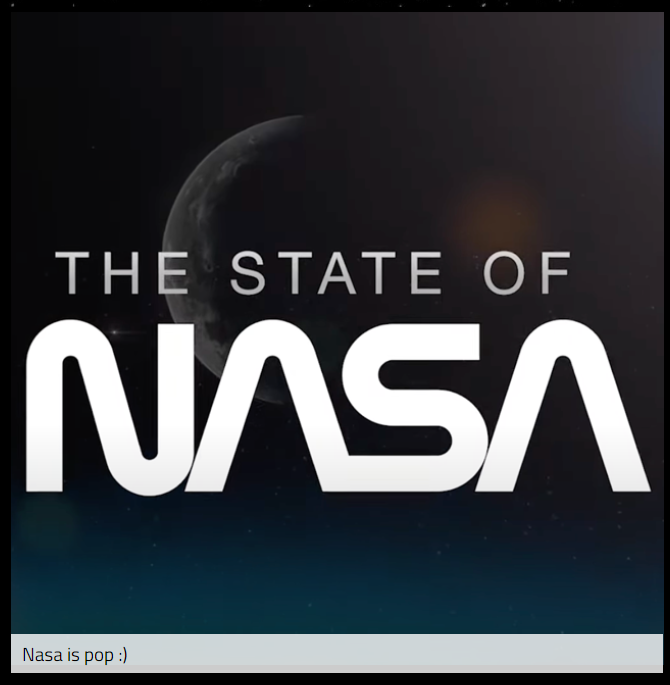 THE STATE OF
NASA
Nasa is pop :)